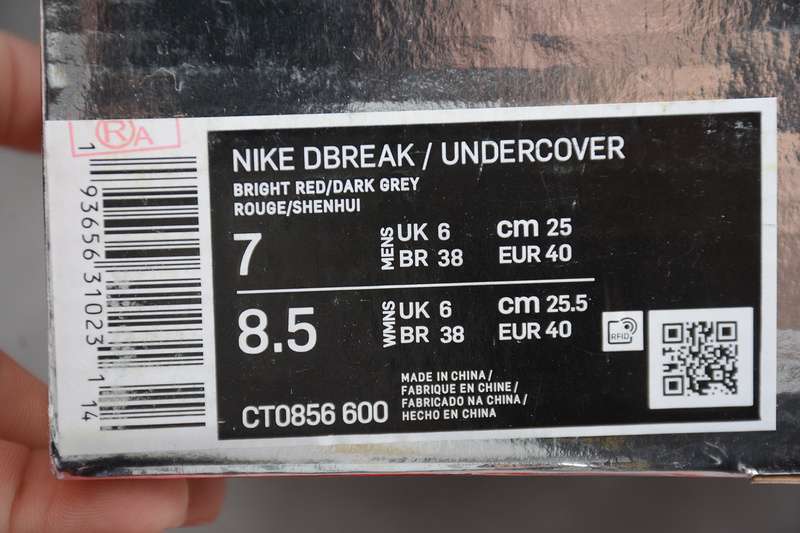 Ⓡ A
1 93656 31023 1 14
NIKE DBREAK / UNDERCOVER
BRIGHT RED/DARK GREY
ROUGE/SHENHUI
7
MENS
UK 6 cm 25
BR 38 EUR 40
8.5
WMNS
UK 6 cm 25.5
BR 38 EUR 40
RFID
CT0856 600
MADE IN CHINA /
FABRIQUE EN CHINE /
FABRICADO NA CHINA /
HECHO EN CHINA